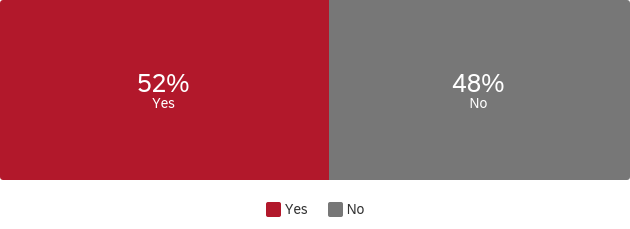 52%
Yes
48%
No
Yes
No